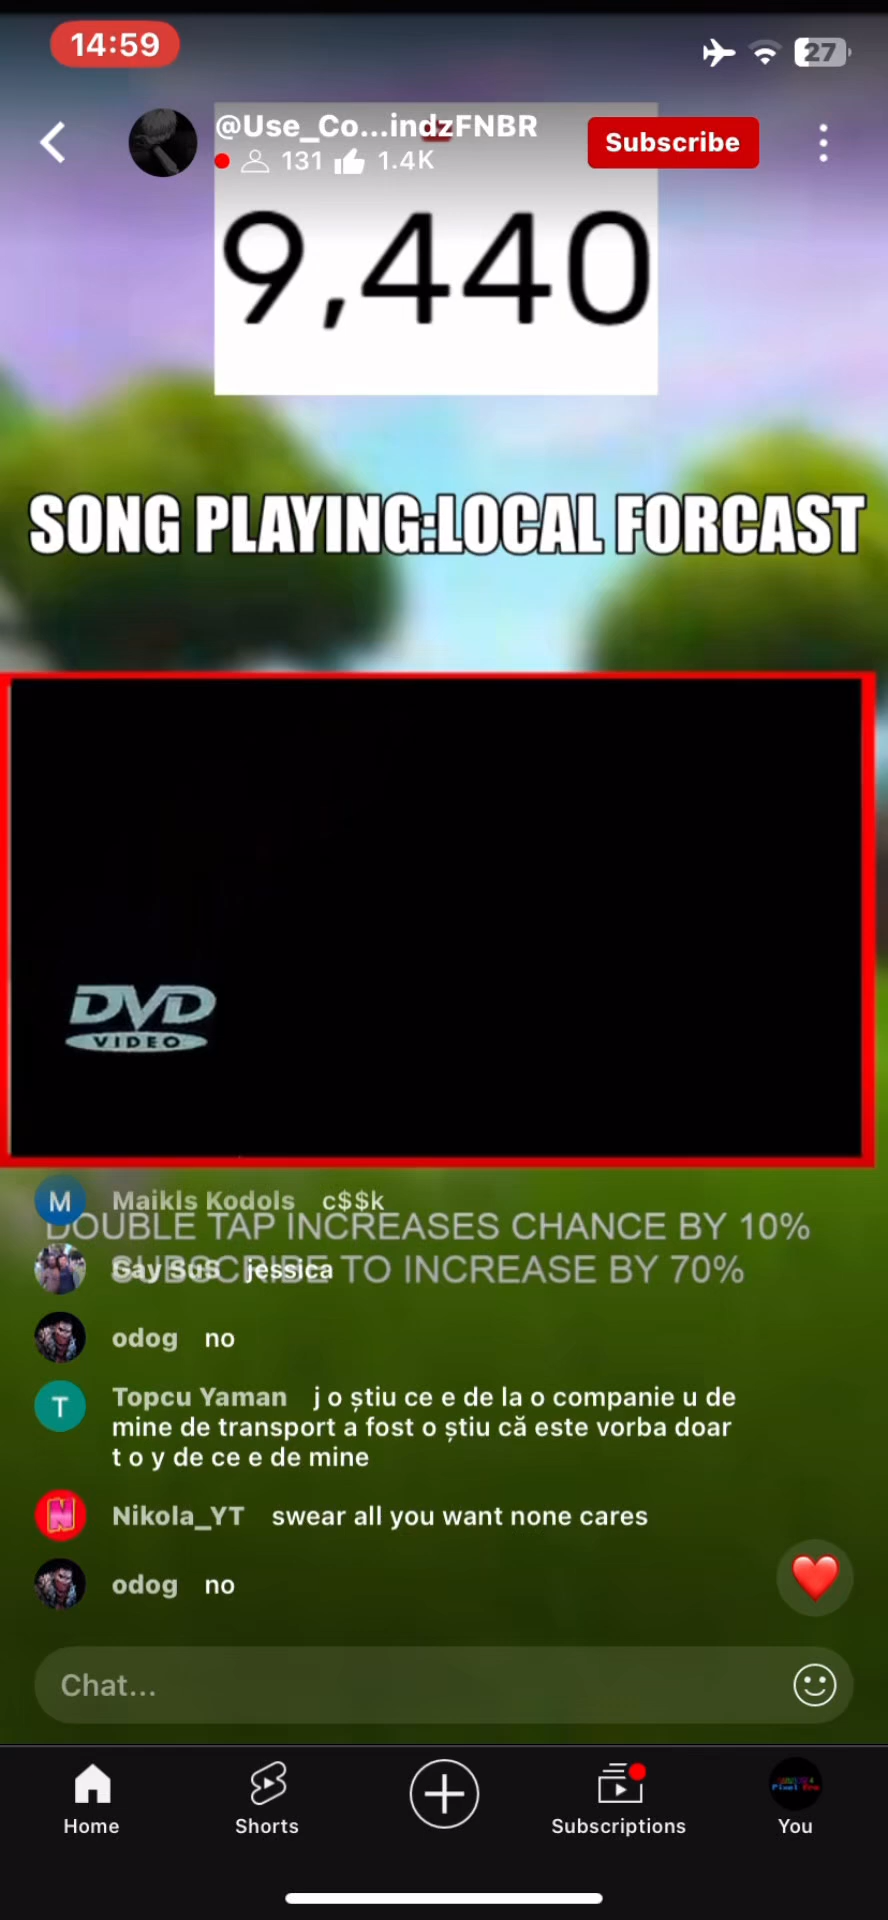 14:59
27
@Use_Co...indzFNBR
Subscribe
131 1.4K
9,440
SONG PLAYING:LOCAL FORCAST
DVD
VIDEO
Maikls Kodols c$$k
DOUBLE TAP INCREASES CHANCE BY 10%
Gay SuS jessica
SUBSCRIBE TO INCREASE BY 70%
odog no
T
Topcu Yaman j o știu ce e de la o companie u de
mine de transport a fost o știu că este vorba doar
t o y de ce e de mine
N
Nikola_YT swear all you want none cares
odog no
Chat...
Home
Shorts
Subscriptions
You